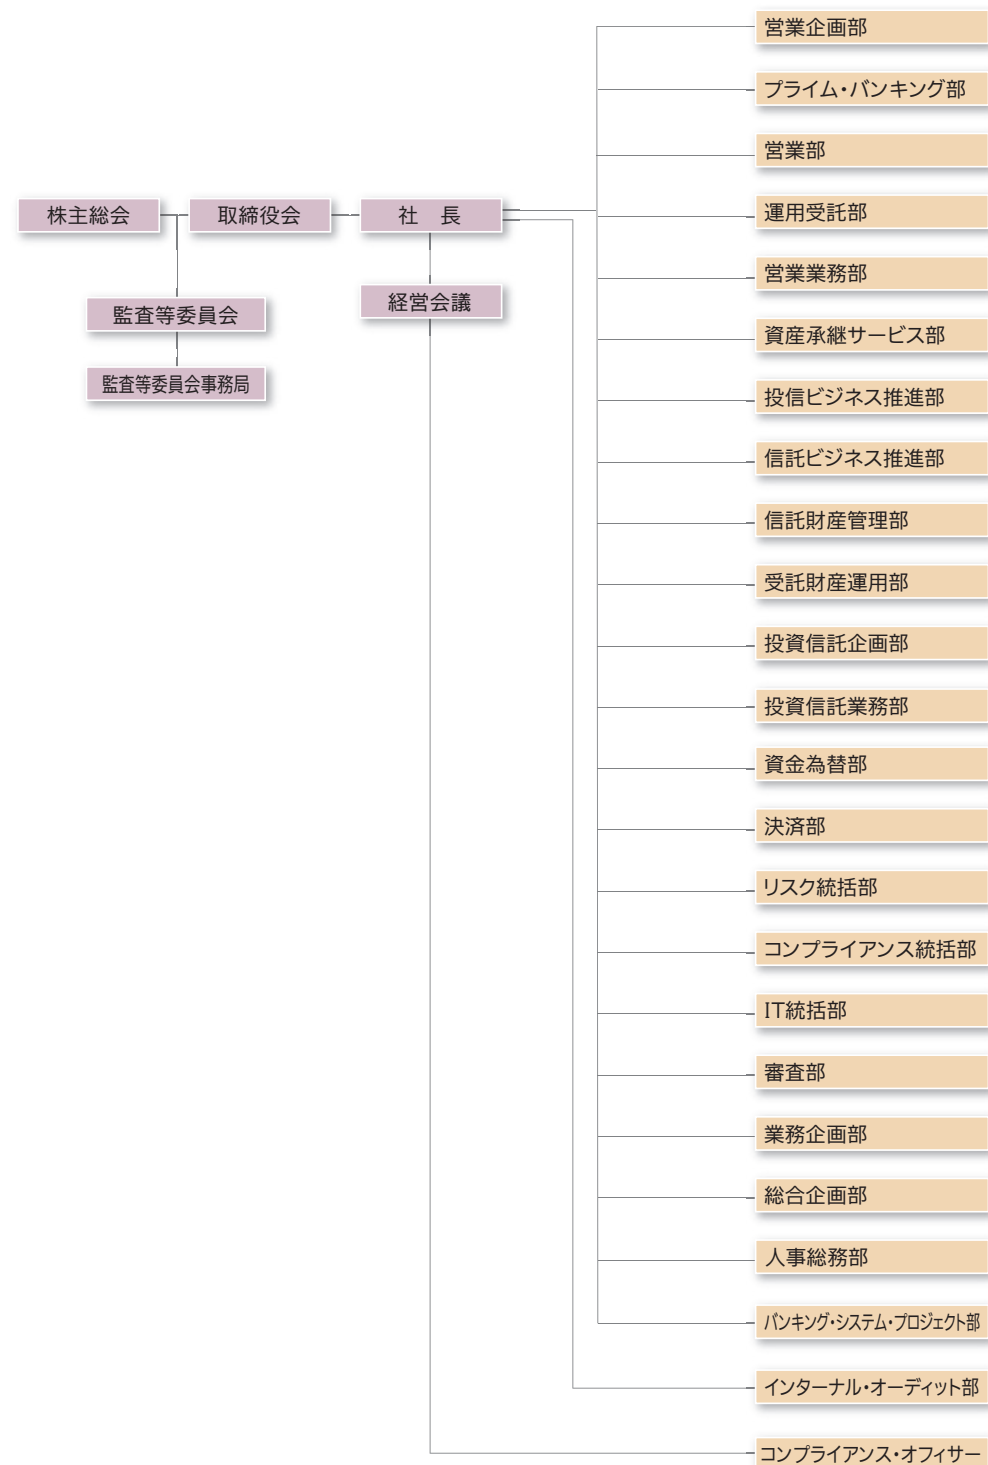 株主総会
取締役会
社　長
監査等委員会
監査等委員会事務局
経営会議
営業企画部
プライム・バンキング部
営業部
運用受託部
営業業務部
資産承継サービス部
投信ビジネス推進部
信託ビジネス推進部
信託財産管理部
受託財産運用部
投資信託企画部
投資信託業務部
資金為替部
決済部
リスク統括部
コンプライアンス統括部
IT統括部
審査部
業務企画部
総合企画部
人事総務部
バンキング・システム・プロジェクト部
インターナル・オーディット部
コンプライアンス・オフィサー